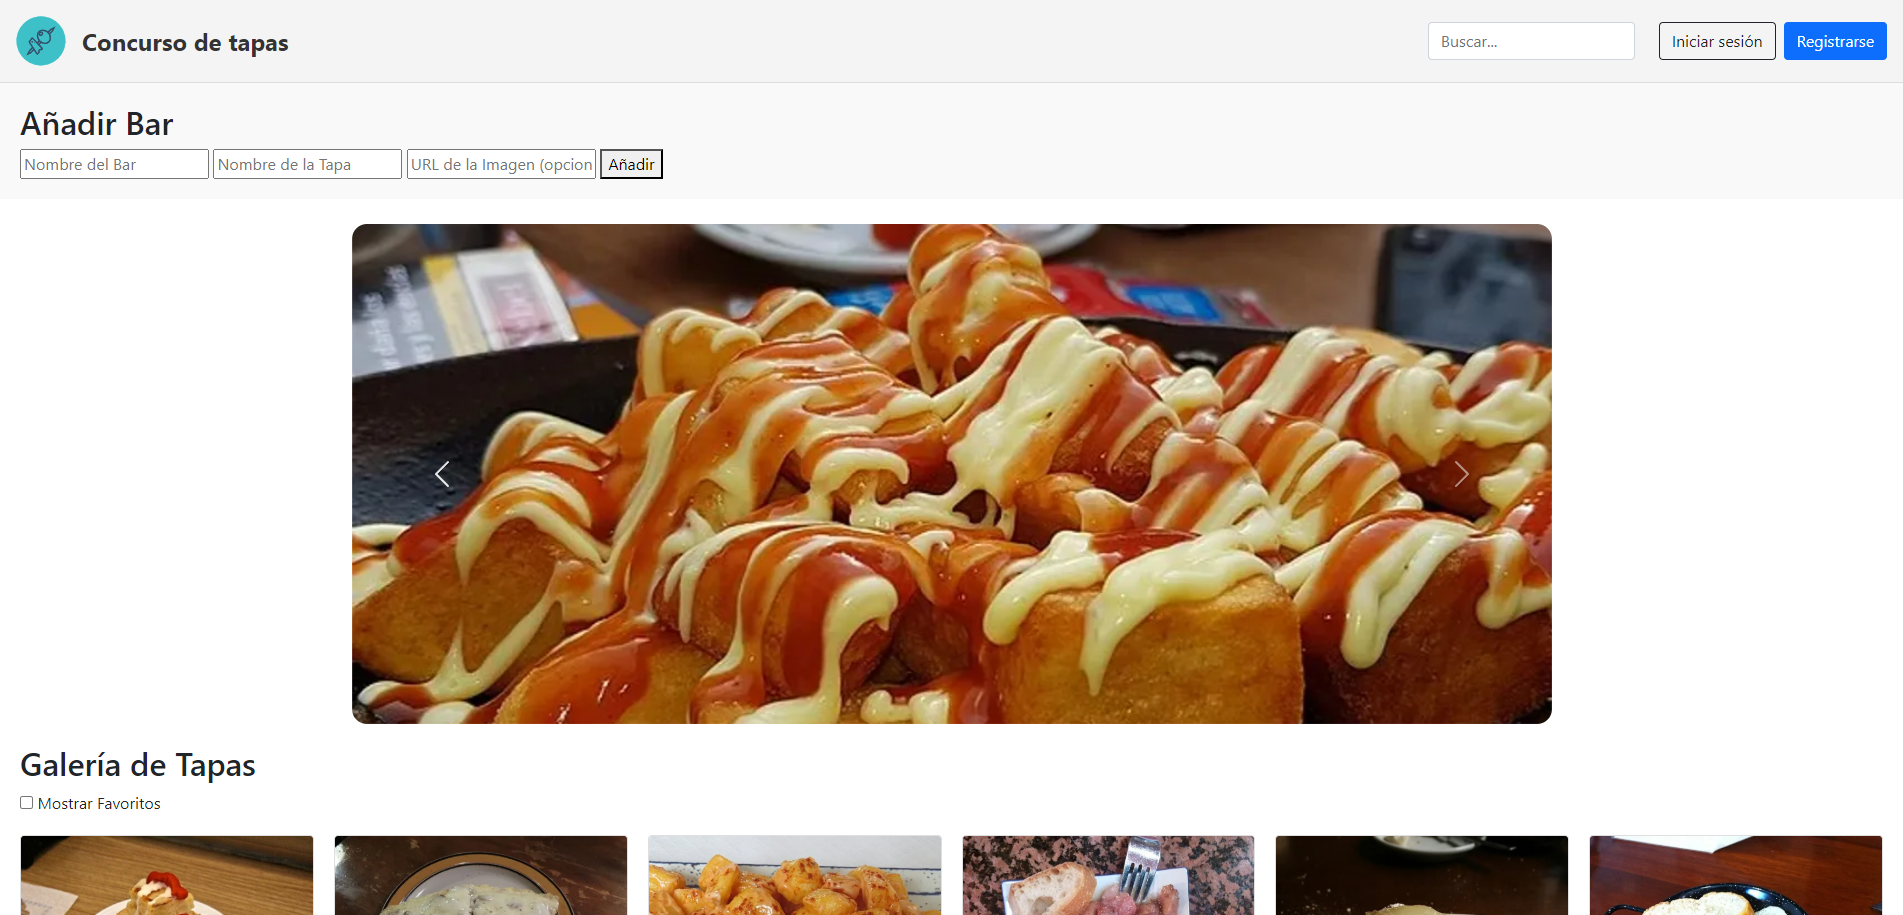 Concurso de tapas
Buscar...
Iniciar sesión
Registrarse
Añadir Bar
Nombre del Bar
Nombre de la Tapa
URL de la Imagen (opcion
Añadir
Galería de Tapas
Mostrar Favoritos